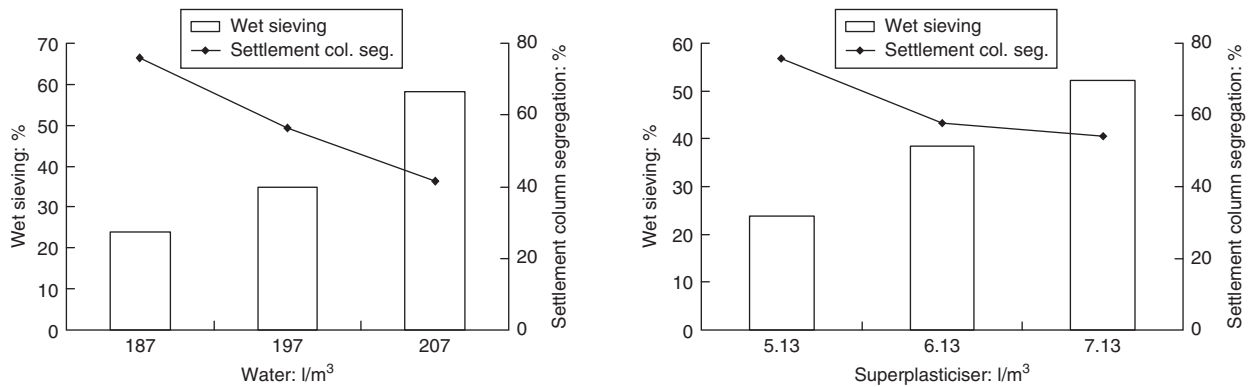 Wet sieving
Settlement col. seg.
70
60
50
40
30
20
10
0
Wet sieving: %
80
60
40
20
0
Settlement column segregation: %
187 197 207
Water: l/m³
Wet sieving
Settlement col. seg.
60
50
40
30
20
10
0
Wet sieving: %
80
60
40
20
0
Settlement column segregation: %
5.13 6.13 7.13
Superplasticiser: l/m³